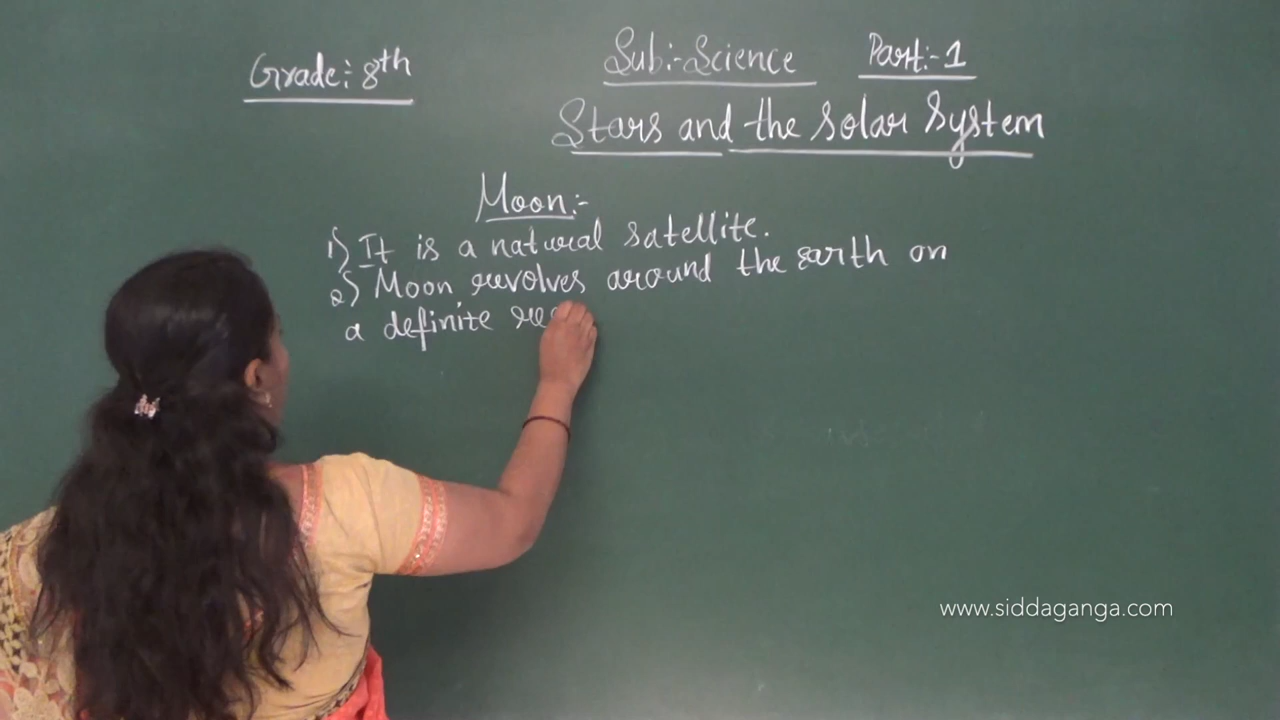 Grade:- 8th
Sub:-Science Part:-1
Stars and the Solar System
Moon:-
1) It is a natural satellite.
2) Moon revolves around the earth on
a definite
www.siddaganga.com